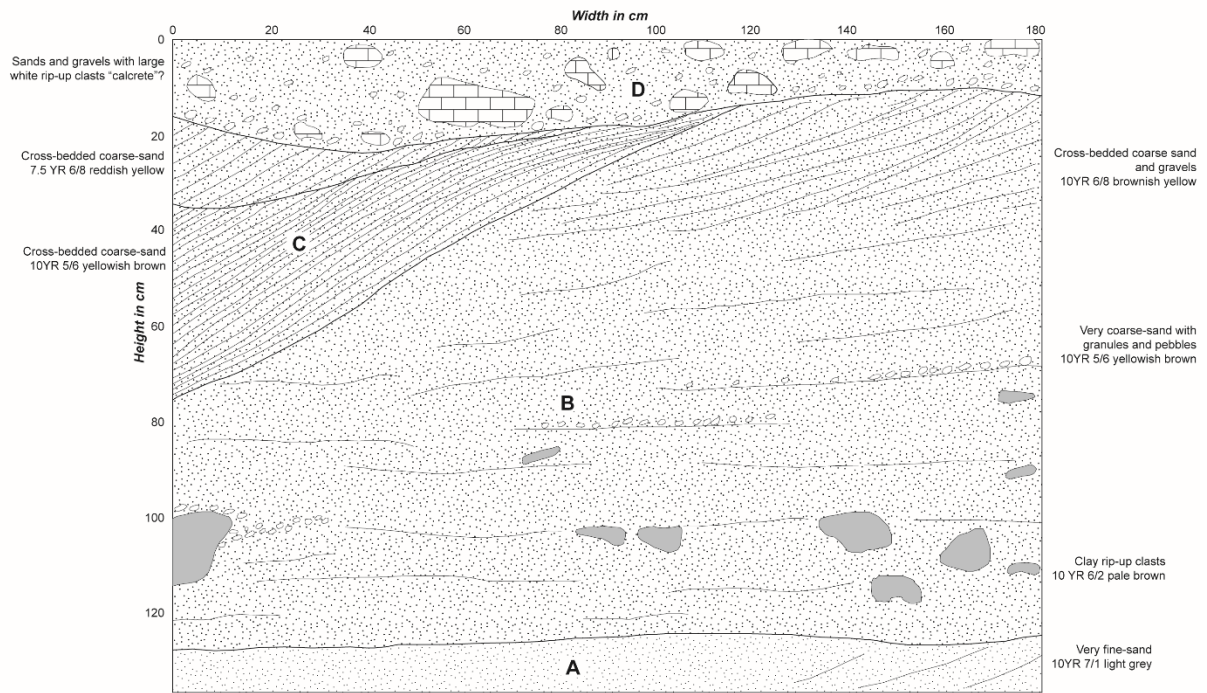 Width in cm
0 20 40 60 80 100 120 140 160 180
0
Sands and gravels with large
white rip-up clasts “calcrete”?
D
20
Cross-bedded coarse-sand
7.5 YR 6/8 reddish yellow
Cross-bedded coarse sand
and gravels
10YR 6/8 brownish yellow
40
C
Cross-bedded coarse-sand
10YR 5/6 yellowish brown
Height in cm
60
Very coarse-sand with
granules and pebbles
10YR 5/6 yellowish brown
B
80
100
Clay rip-up clasts
10 YR 6/2 pale brown
120
Very fine-sand
10YR 7/1 light grey
A